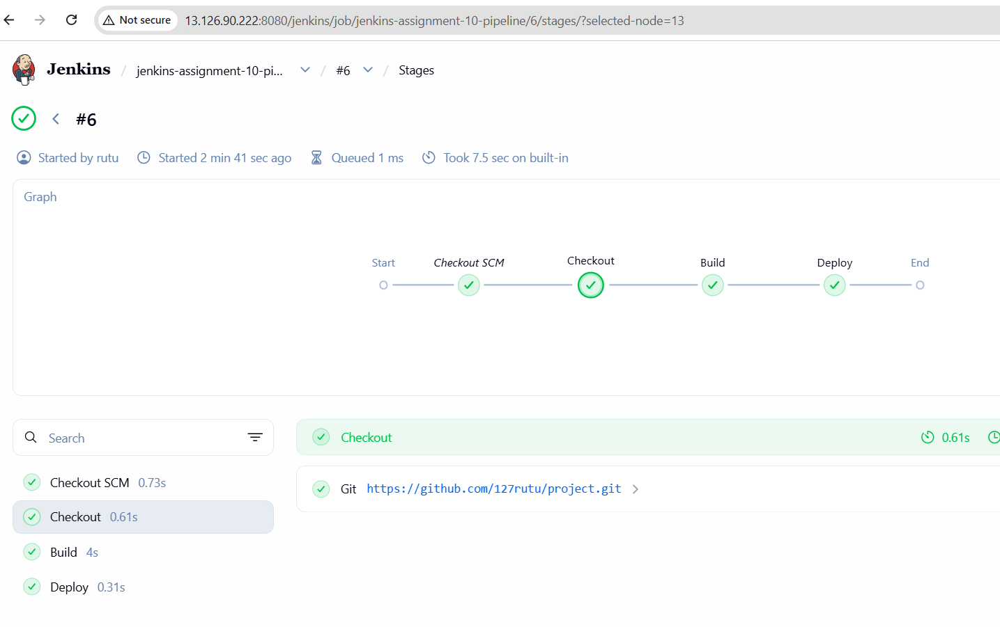 Not secure 13.126.90.222:8080/jenkins/job/jenkins-assignment-10-pipeline/6/stages/?selected-node=13
Jenkins / jenkins-assignment-10-pi... / #6 / Stages
#6
Started by rutu Started 2 min 41 sec ago Queued 1 ms Took 7.5 sec on built-in
Graph
Start Checkout SCM Checkout Build Deploy End
Search
Checkout 0.61s
Checkout SCM 0.73s
Git https://github.com/127rutu/project.git
Checkout 0.61s
Build 4s
Deploy 0.31s